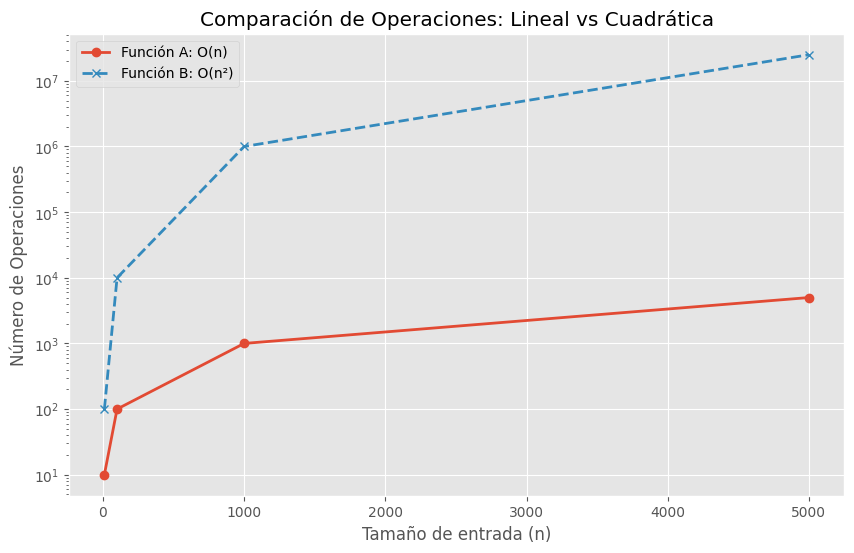 Comparación de Operaciones: Lineal vs Cuadrática
Función A: O(n)
Función B: O(n²)
Número de Operaciones
10⁷
10⁶
10⁵
10⁴
10³
10²
10¹
0 1000 2000 3000 4000 5000
Tamaño de entrada (n)